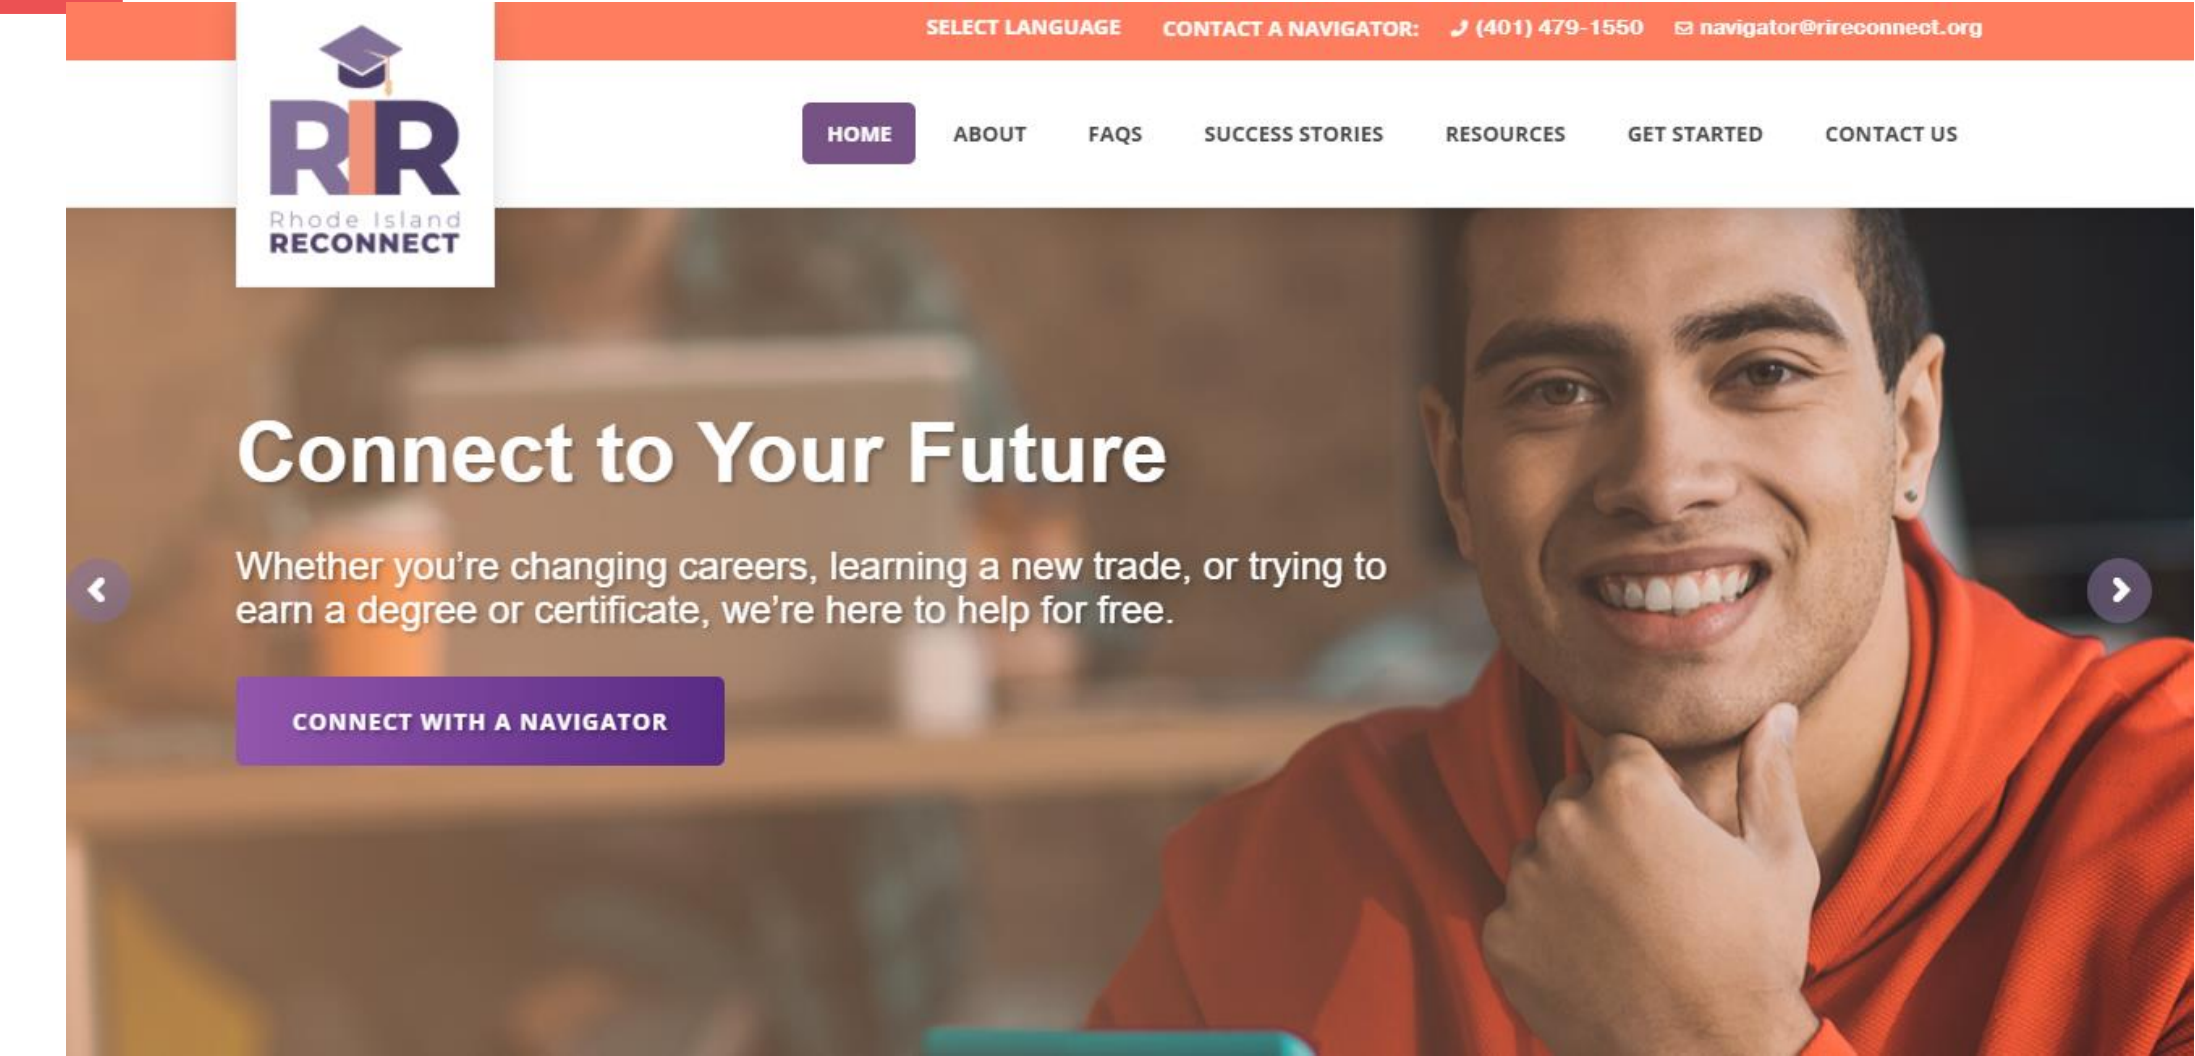 SELECT LANGUAGE CONTACT A NAVIGATOR: (401) 479-1550 navigator@rireconnect.org
RIR
Rhode Island
RECONNECT
HOME ABOUT FAQS SUCCESS STORIES RESOURCES GET STARTED CONTACT US
Connect to Your Future
Whether you’re changing careers, learning a new trade, or trying to
earn a degree or certificate, we’re here to help for free.
CONNECT WITH A NAVIGATOR